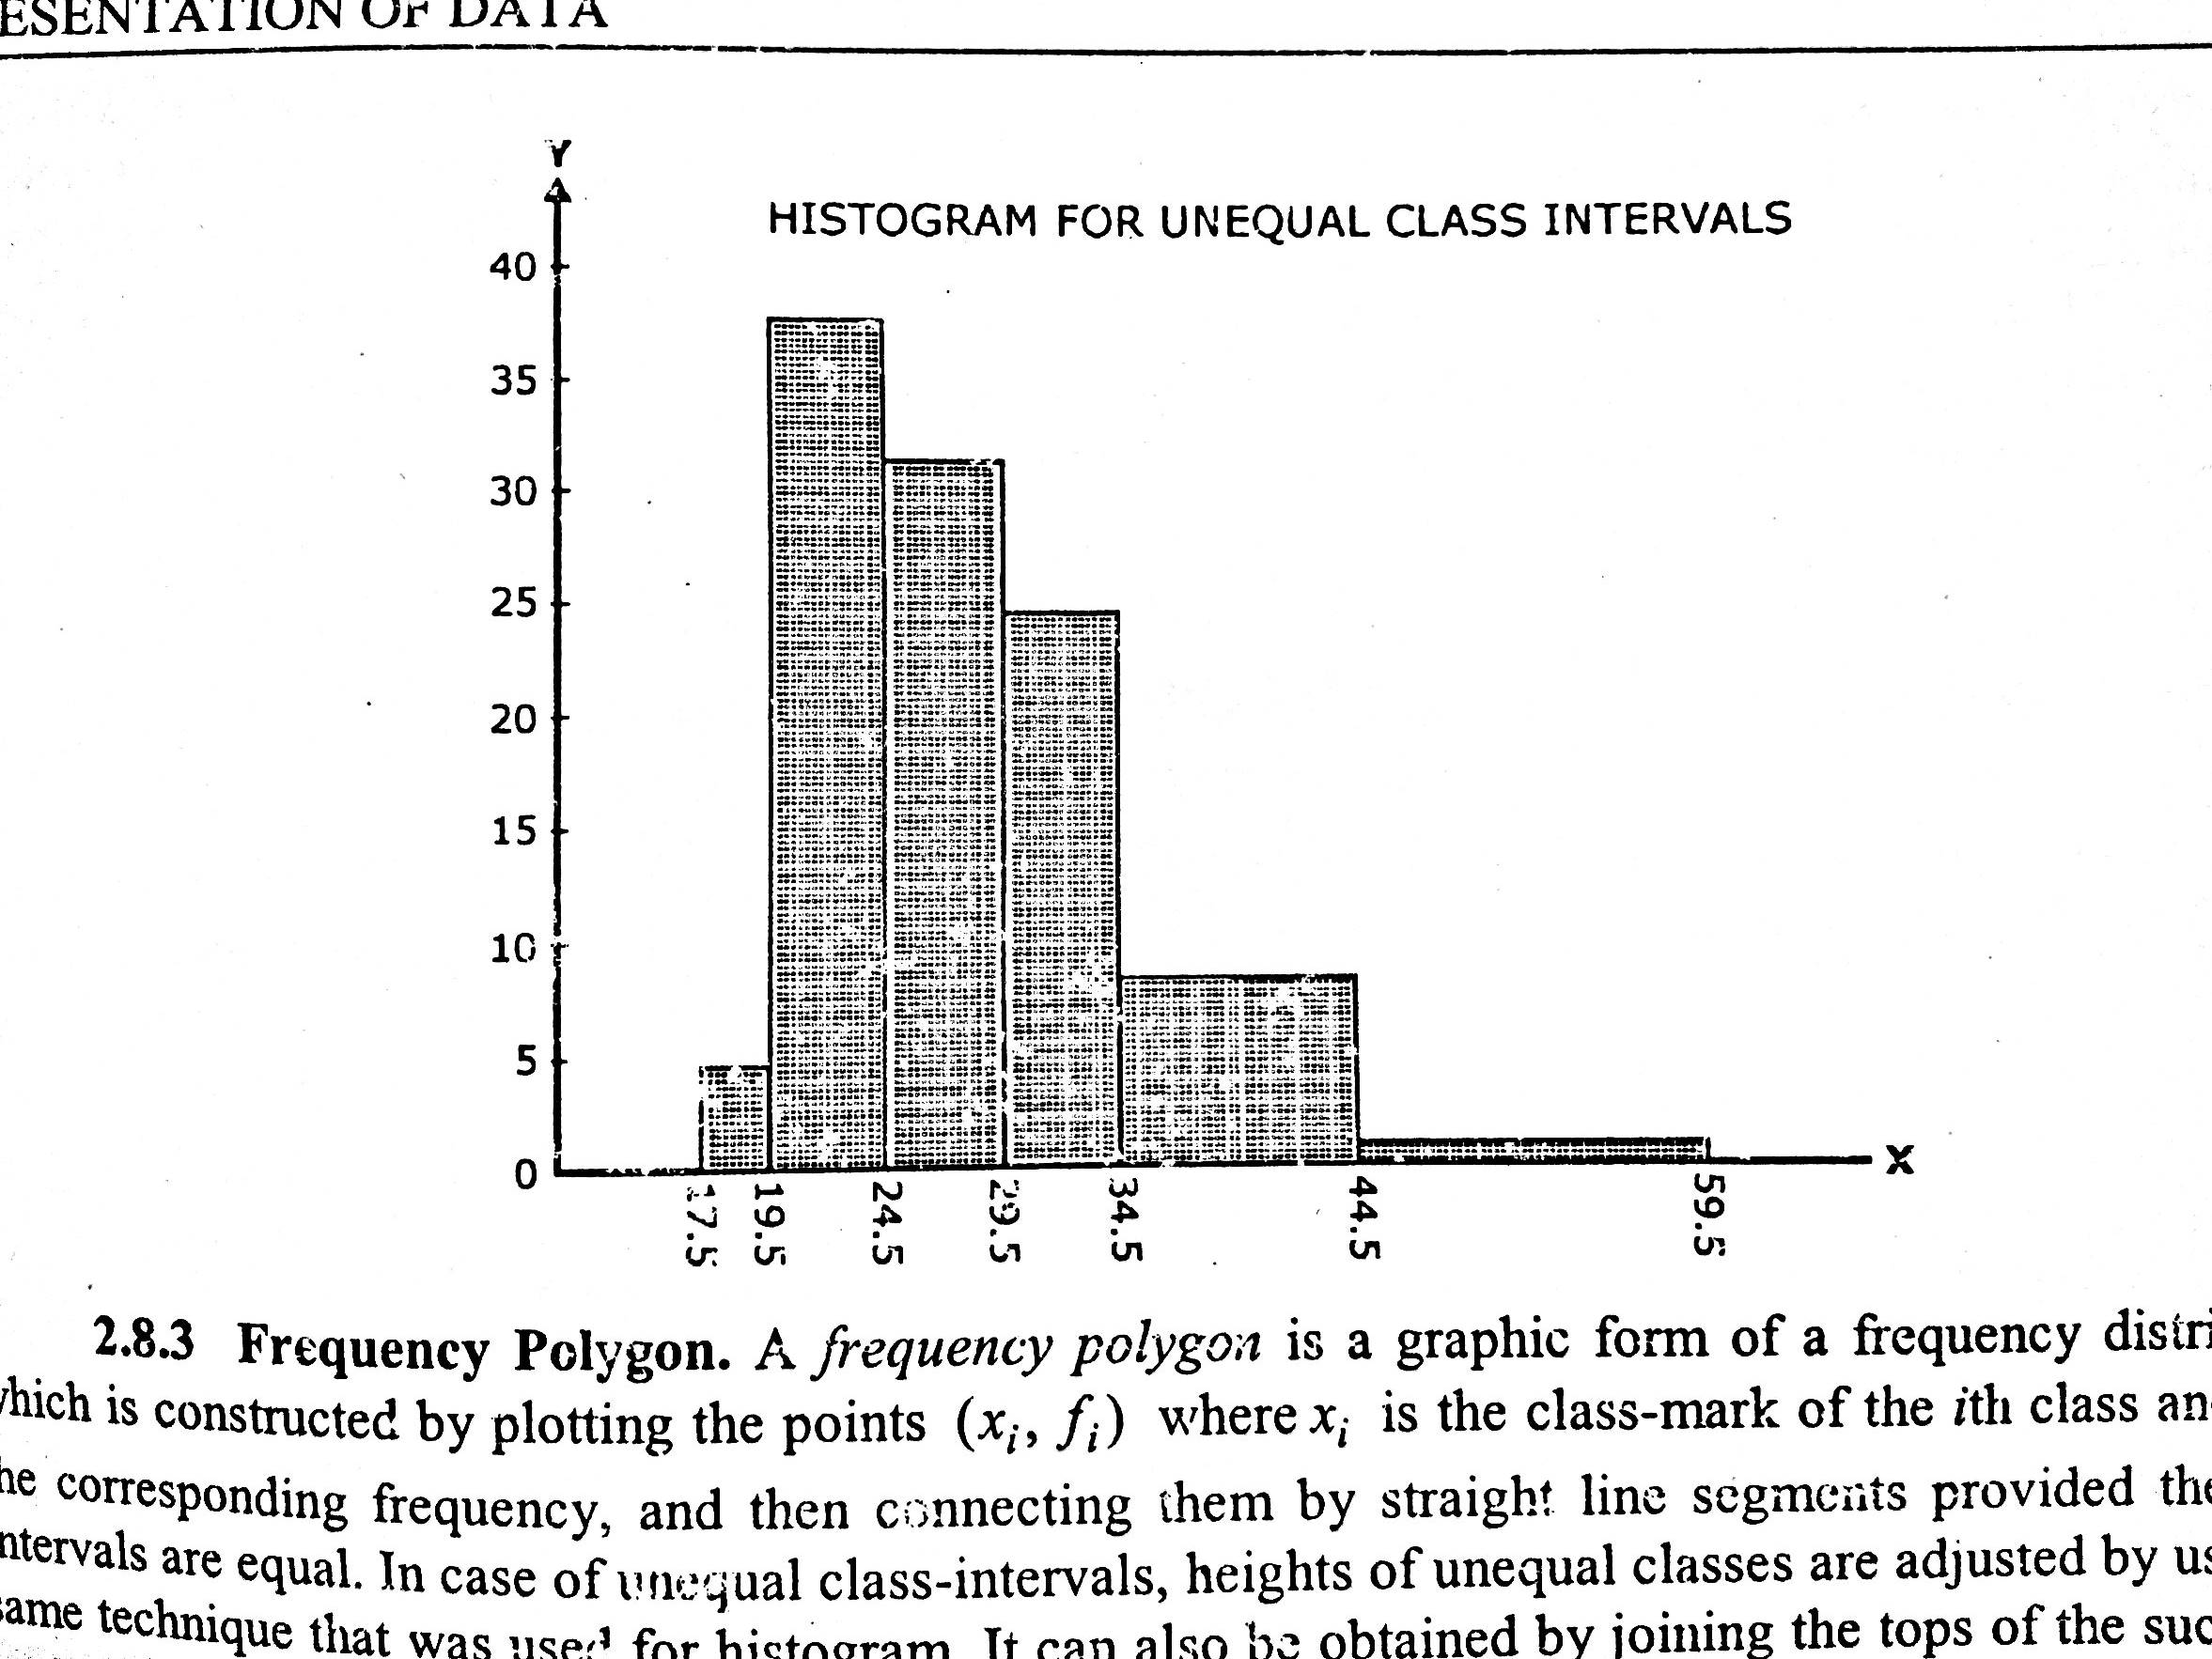 ESENTATION OF DATA
Y
HISTOGRAM FOR UNEQUAL CLASS INTERVALS
40
35
30
25
20
15
10
5
0
X
17.5 19.5 24.5 29.5 34.5 44.5 59.5
2.8.3 Frequency Polygon. A frequency polygon is a graphic form of a frequency distri
which is constructed by plotting the points (xᵢ, fᵢ) where xᵢ is the class-mark of the ith class an
he corresponding frequency, and then connecting them by straight line segments provided the
ntervals are equal. In case of unequal class-intervals, heights of unequal classes are adjusted by us
same technique that was used for histogram. It can also be obtained by joining the tops of the suc